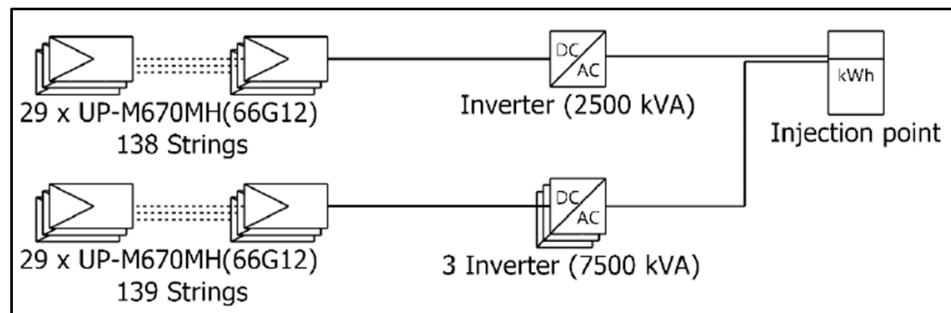 DC
AC
kWh
29 x UP-M670MH(66G12)
138 Strings
Inverter (2500 kVA)
Injection point
DC
AC
29 x UP-M670MH(66G12)
139 Strings
3 Inverter (7500 kVA)